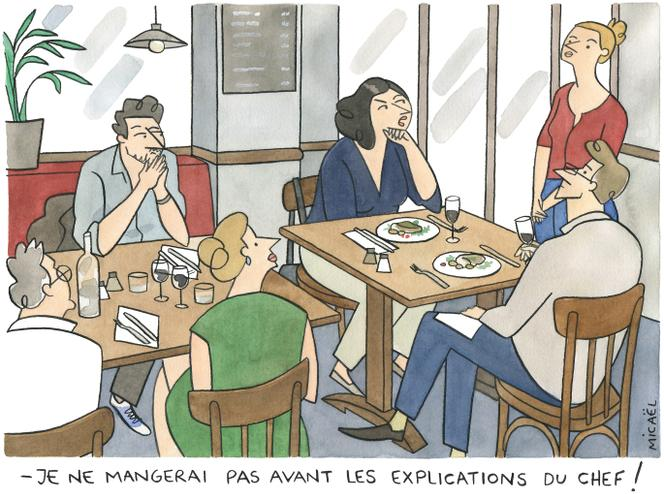 MICAËL
- JE NE MANGERAI PAS AVANT LES EXPLICATIONS DU CHEF !